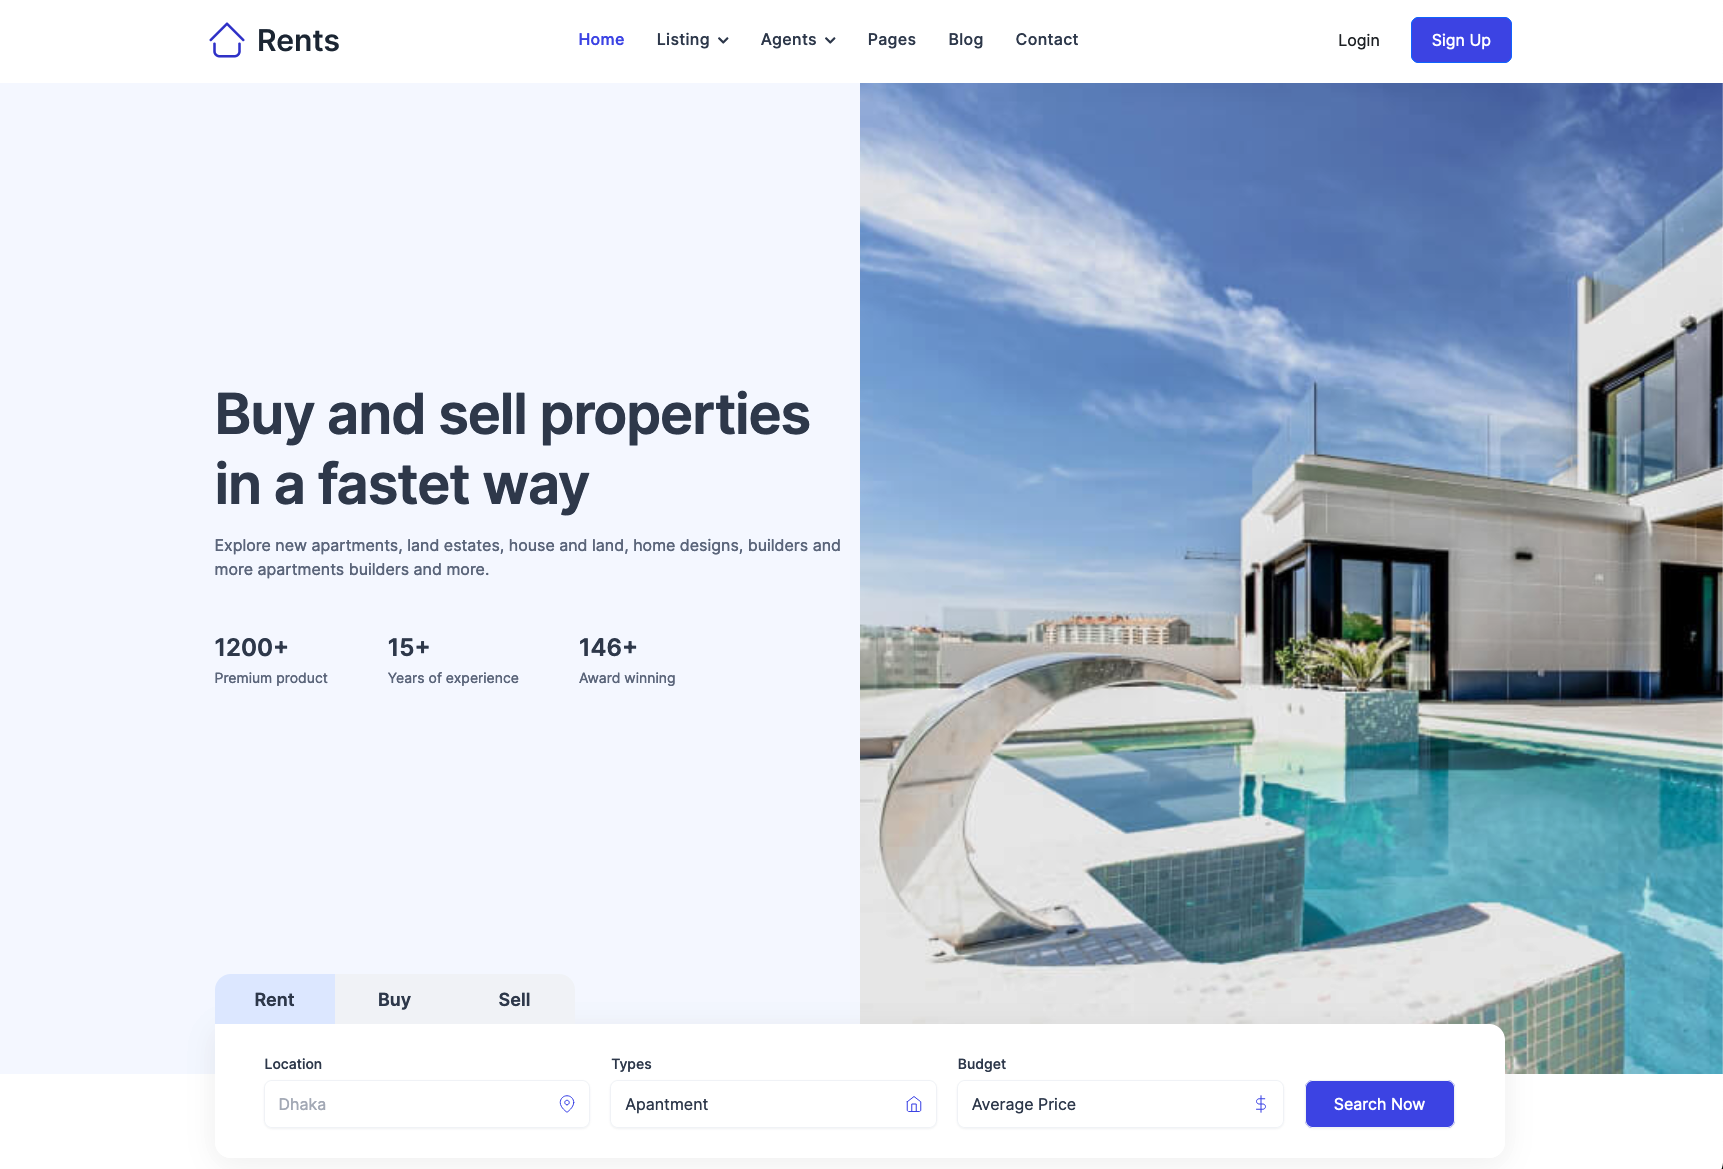 Rents
Home Listing Agents Pages Blog Contact
Login Sign Up
Buy and sell properties
in a fastet way
Explore new apartments, land estates, house and land, home designs, builders and
more apartments builders and more.
1200+ 15+ 146+
Premium product Years of experience Award winning
Rent Buy Sell
Location Types Budget
Dhaka Apantment Average Price Search Now